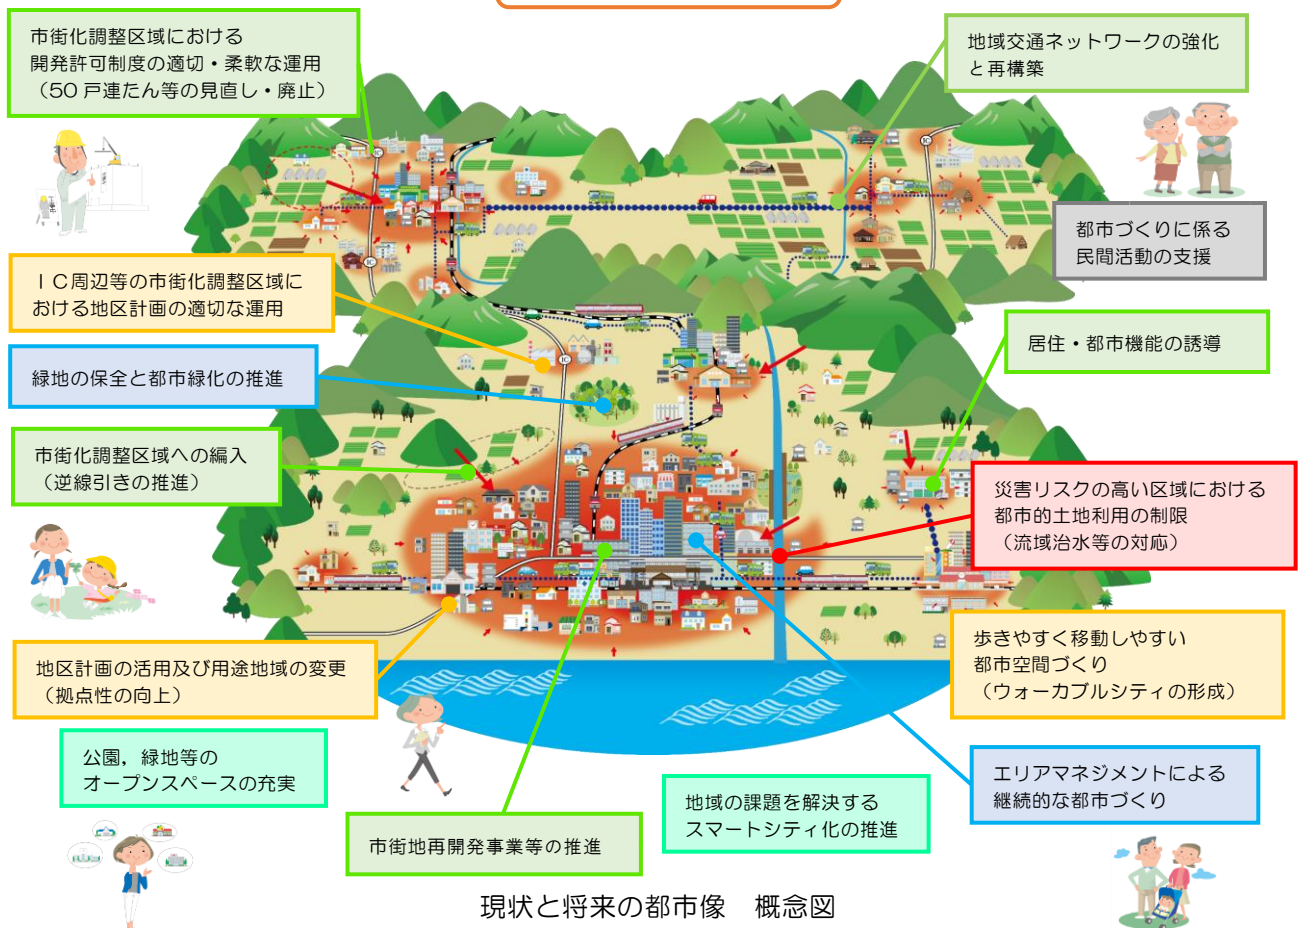 市街化調整区域における
開発許可制度の適切・柔軟な運用
（50戸連たん等の見直し・廃止）
地域交通ネットワークの強化
と再構築
都市づくりに係る
民間活動の支援
ＩＣ周辺等の市街化調整区域に
おける地区計画の適切な運用
居住・都市機能の誘導
緑地の保全と都市緑化の推進
市街化調整区域への編入
（逆線引きの推進）
災害リスクの高い区域における
都市的土地利用の制限
（流域治水等の対応）
地区計画の活用及び用途地域の変更
（拠点性の向上）
歩きやすく移動しやすい
都市空間づくり
（ウォーカブルシティの形成）
公園，緑地等の
オープンスペースの充実
エリアマネジメントによる
継続的な都市づくり
地域の課題を解決する
スマートシティ化の推進
市街地再開発事業等の推進
現状と将来の都市像　概念図
IC
IC
IC
IC